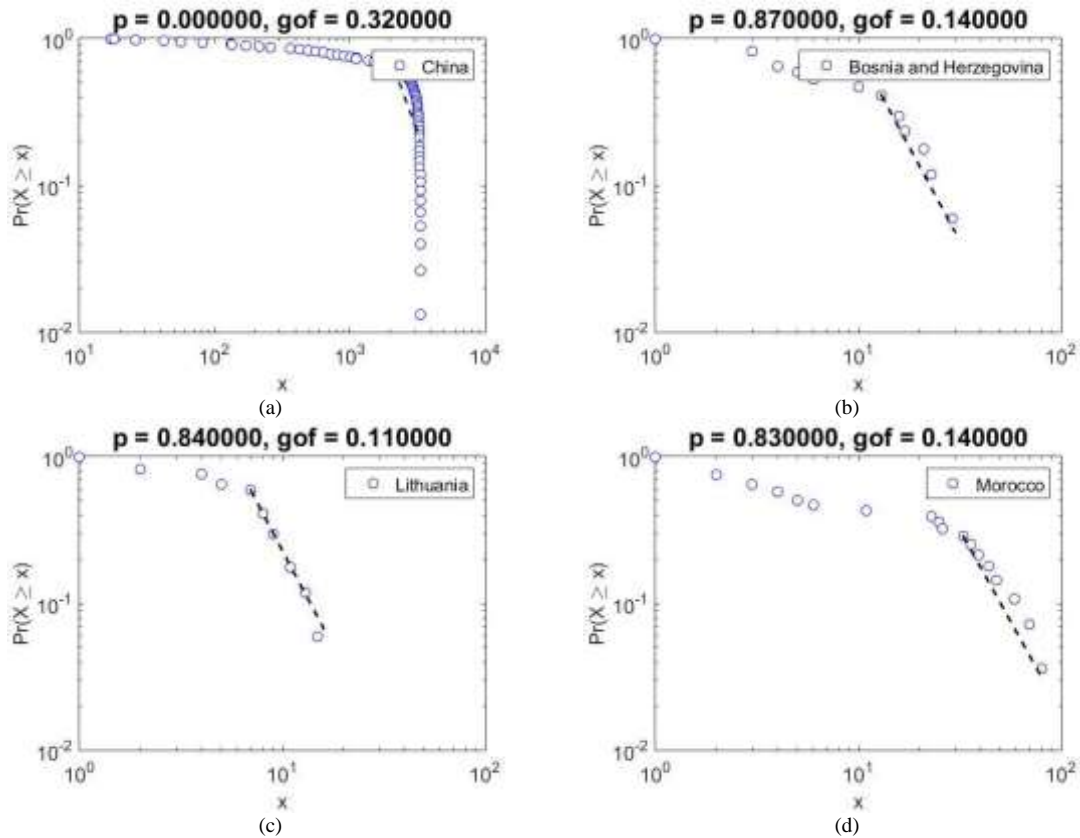 p = 0.000000, gof = 0.320000
10^0
10^-1
10^-2
Pr(X ≥ x)
China
10^1
10^2
10^3
10^4
x
(a)
p = 0.870000, gof = 0.140000
10^0
10^-1
10^-2
Pr(X ≥ x)
Bosnia and Herzegovina
10^0
10^1
10^2
x
(b)
p = 0.840000, gof = 0.110000
10^0
10^-1
10^-2
Pr(X ≥ x)
Lithuania
10^0
10^1
10^2
x
(c)
p = 0.830000, gof = 0.140000
10^0
10^-1
10^-2
Pr(X ≥ x)
Morocco
10^0
10^1
10^2
x
(d)